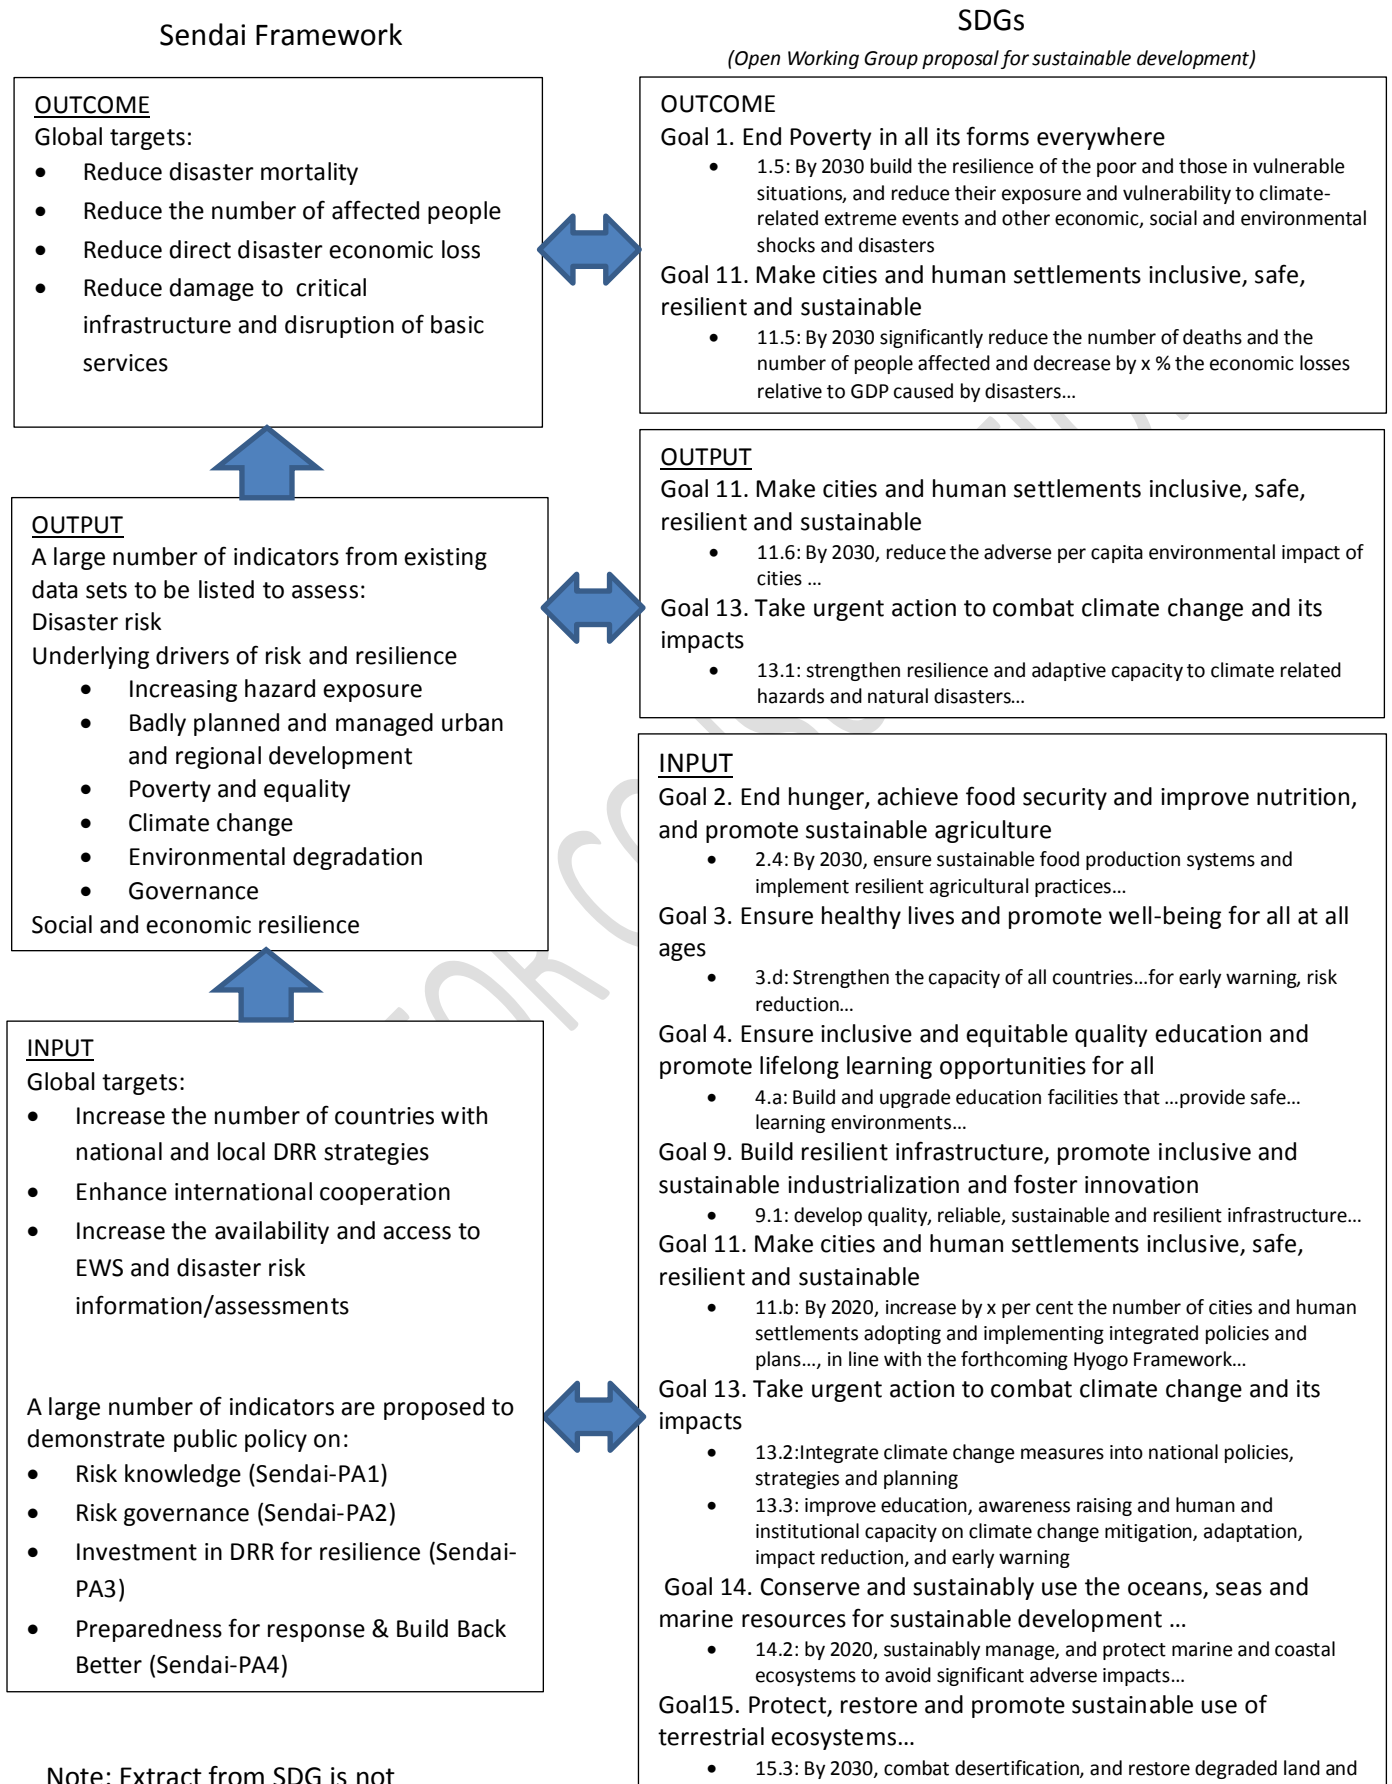 Sendai Framework
OUTCOME
Global targets:
• Reduce disaster mortality
• Reduce the number of affected people
• Reduce direct disaster economic loss
• Reduce damage to critical
infrastructure and disruption of basic
services
OUTPUT
A large number of indicators from existing
data sets to be listed to assess:
Disaster risk
Underlying drivers of risk and resilience
• Increasing hazard exposure
• Badly planned and managed urban
and regional development
• Poverty and equality
• Climate change
• Environmental degradation
• Governance
Social and economic resilience
INPUT
Global targets:
• Increase the number of countries with
national and local DRR strategies
• Enhance international cooperation
• Increase the availability and access to
EWS and disaster risk
information/assessments
A large number of indicators are proposed to
demonstrate public policy on:
• Risk knowledge (Sendai-PA1)
• Risk governance (Sendai-PA2)
• Investment in DRR for resilience (Sendai-
PA3)
• Preparedness for response & Build Back
Better (Sendai-PA4)
Note: Extract from SDG is not
SDGs
(Open Working Group proposal for sustainable development)
OUTCOME
Goal 1. End Poverty in all its forms everywhere
• 1.5: By 2030 build the resilience of the poor and those in vulnerable
situations, and reduce their exposure and vulnerability to climate-
related extreme events and other economic, social and environmental
shocks and disasters
Goal 11. Make cities and human settlements inclusive, safe,
resilient and sustainable
• 11.5: By 2030 significantly reduce the number of deaths and the
number of people affected and decrease by x % the economic losses
relative to GDP caused by disasters…
OUTPUT
Goal 11. Make cities and human settlements inclusive, safe,
resilient and sustainable
• 11.6: By 2030, reduce the adverse per capita environmental impact of
cities …
Goal 13. Take urgent action to combat climate change and its
impacts
• 13.1: strengthen resilience and adaptive capacity to climate related
hazards and natural disasters…
INPUT
Goal 2. End hunger, achieve food security and improve nutrition,
and promote sustainable agriculture
• 2.4: By 2030, ensure sustainable food production systems and
implement resilient agricultural practices…
Goal 3. Ensure healthy lives and promote well-being for all at all
ages
• 3.d: Strengthen the capacity of all countries…for early warning, risk
reduction…
Goal 4. Ensure inclusive and equitable quality education and
promote lifelong learning opportunities for all
• 4.a: Build and upgrade education facilities that …provide safe…
learning environments…
Goal 9. Build resilient infrastructure, promote inclusive and
sustainable industrialization and foster innovation
• 9.1: develop quality, reliable, sustainable and resilient infrastructure…
Goal 11. Make cities and human settlements inclusive, safe,
resilient and sustainable
• 11.b: By 2020, increase by x per cent the number of cities and human
settlements adopting and implementing integrated policies and
plans…, in line with the forthcoming Hyogo Framework…
Goal 13. Take urgent action to combat climate change and its
impacts
• 13.2:Integrate climate change measures into national policies,
strategies and planning
• 13.3: improve education, awareness raising and human and
institutional capacity on climate change mitigation, adaptation,
impact reduction, and early warning
Goal 14. Conserve and sustainably use the oceans, seas and
marine resources for sustainable development …
• 14.2: by 2020, sustainably manage, and protect marine and coastal
ecosystems to avoid significant adverse impacts…
Goal15. Protect, restore and promote sustainable use of
terrestrial ecosystems…
• 15.3: By 2030, combat desertification, and restore degraded land and
FOR